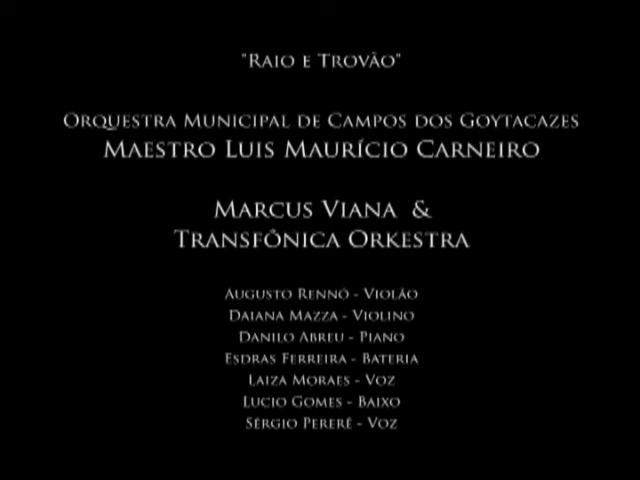 "Raio e Trovão"
Orquestra Municipal de Campos dos Goytacazes
Maestro Luis Maurício Carneiro
Marcus Viana &
Transfônica Orkestra
Augusto Rennó - Violão
Daiana Mazza - Violino
Danilo Abreu - Piano
Esdras Ferreira - Bateria
Laiza Moraes - Voz
Lucio Gomes - Baixo
Sérgio Pererê - Voz